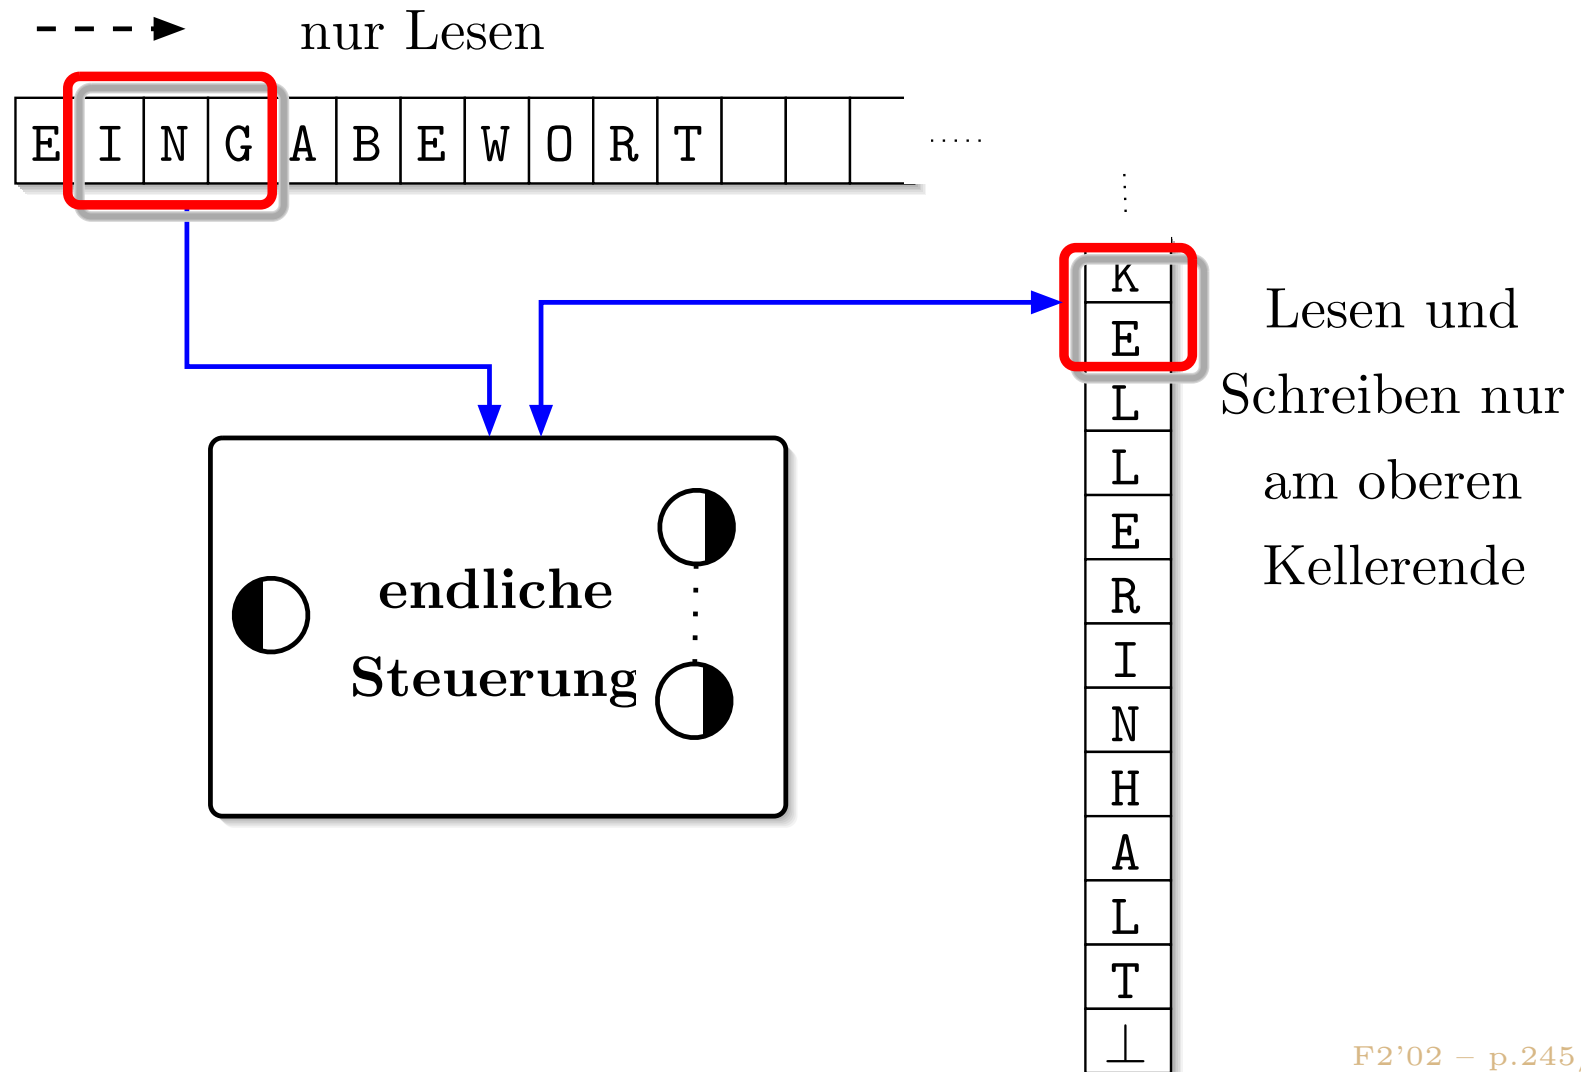 nur Lesen
E I N G A B E W O R T
K
E
L
L
E
R
I
N
H
A
L
T
⊥
Lesen und
Schreiben nur
am oberen
Kellerende
endliche
Steuerung
F2'02 – p.245/